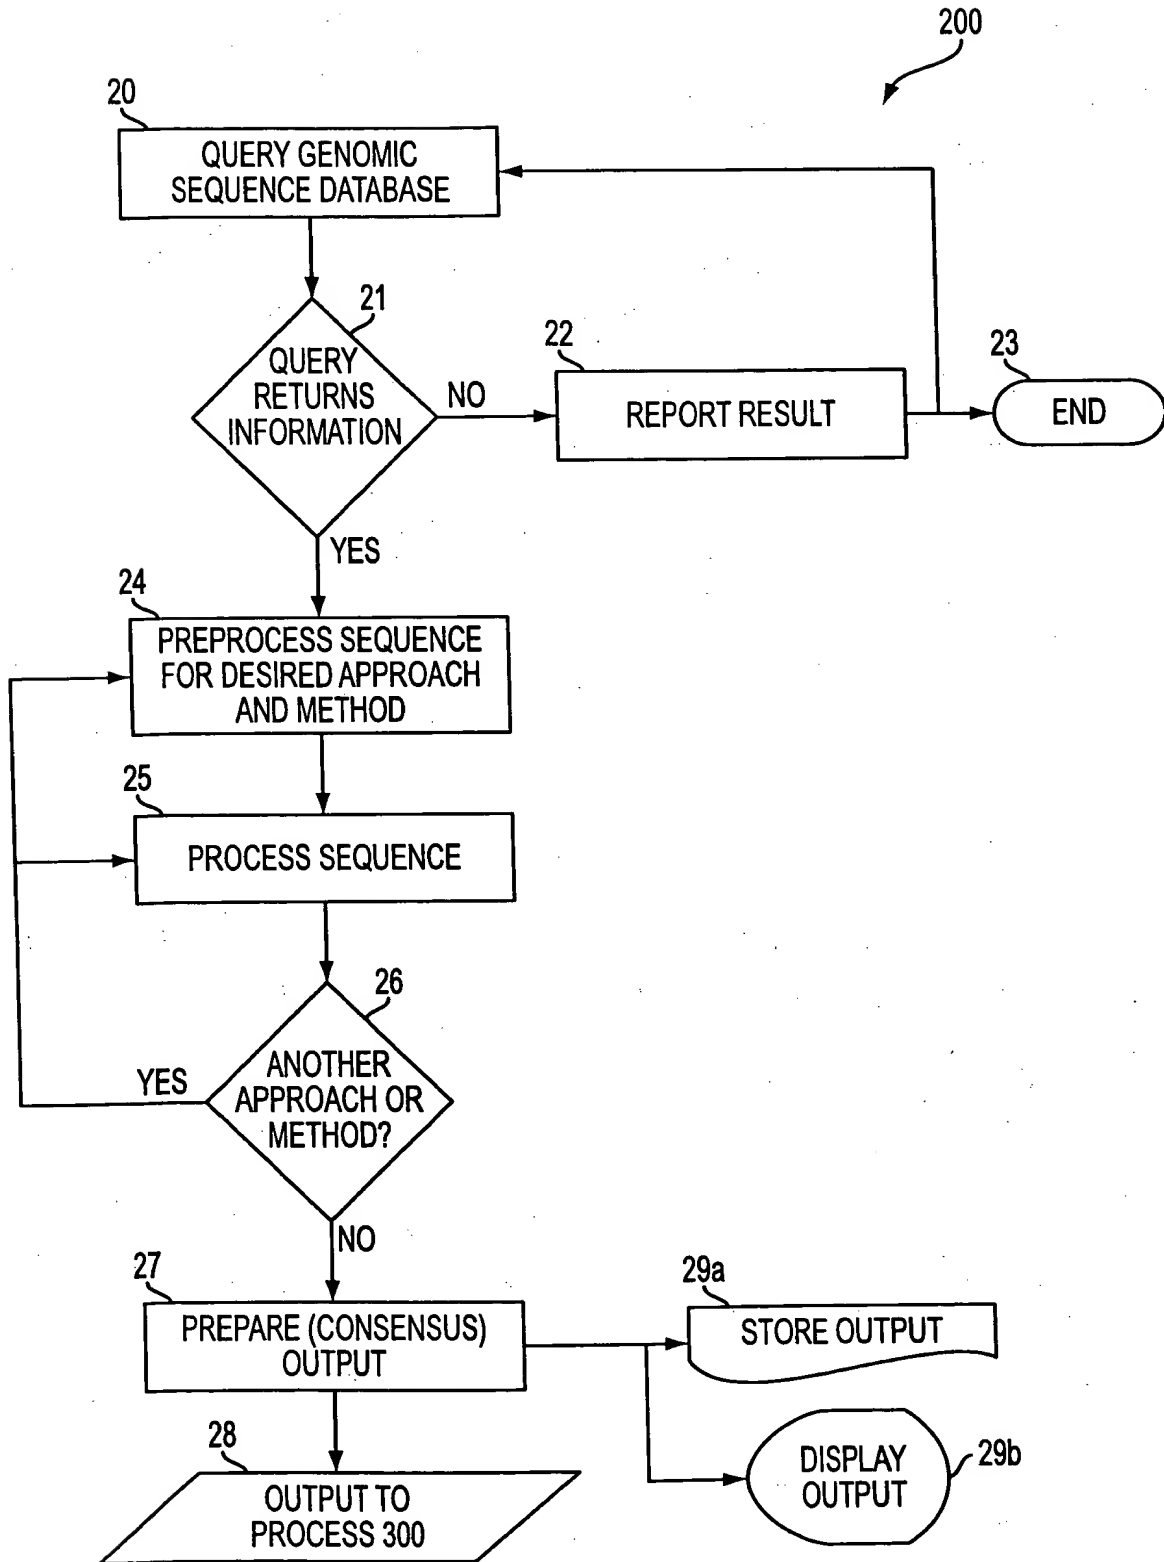 200
20
QUERY GENOMIC
SEQUENCE DATABASE
21
QUERY
RETURNS
INFORMATION
NO
22
REPORT RESULT
23
END
YES
24
PREPROCESS SEQUENCE
FOR DESIRED APPROACH
AND METHOD
25
PROCESS SEQUENCE
26
ANOTHER
APPROACH OR
METHOD?
YES
NO
27
PREPARE (CONSENSUS)
OUTPUT
29a
STORE OUTPUT
28
OUTPUT TO
PROCESS 300
DISPLAY
OUTPUT
29b